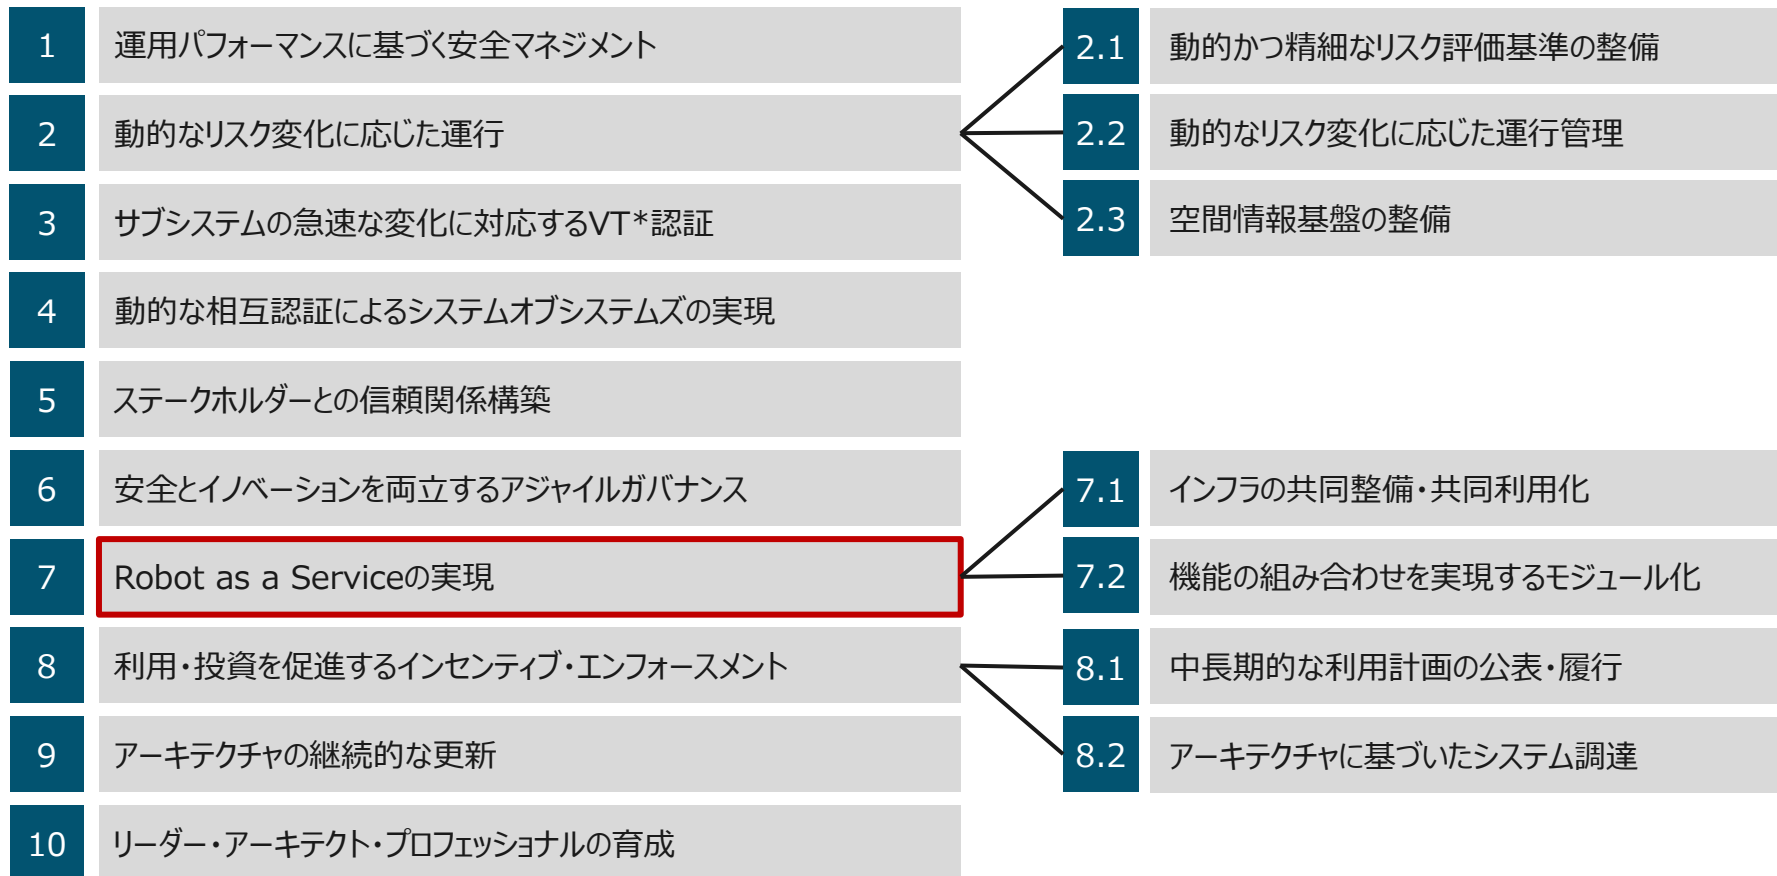 1 運用パフォーマンスに基づく安全マネジメント
2 動的なリスク変化に応じた運行
2.1 動的かつ精細なリスク評価基準の整備
2.2 動的なリスク変化に応じた運行管理
2.3 空間情報基盤の整備
3 サブシステムの急速な変化に対応するVT*認証
4 動的な相互認証によるシステムオブシステムズの実現
5 ステークホルダーとの信頼関係構築
6 安全とイノベーションを両立するアジャイルガバナンス
7 Robot as a Serviceの実現
7.1 インフラの共同整備・共同利用化
7.2 機能の組み合わせを実現するモジュール化
8 利用・投資を促進するインセンティブ・エンフォースメント
8.1 中長期的な利用計画の公表・履行
8.2 アーキテクチャに基づいたシステム調達
9 アーキテクチャの継続的な更新
10 リーダー・アーキテクト・プロフェッショナルの育成